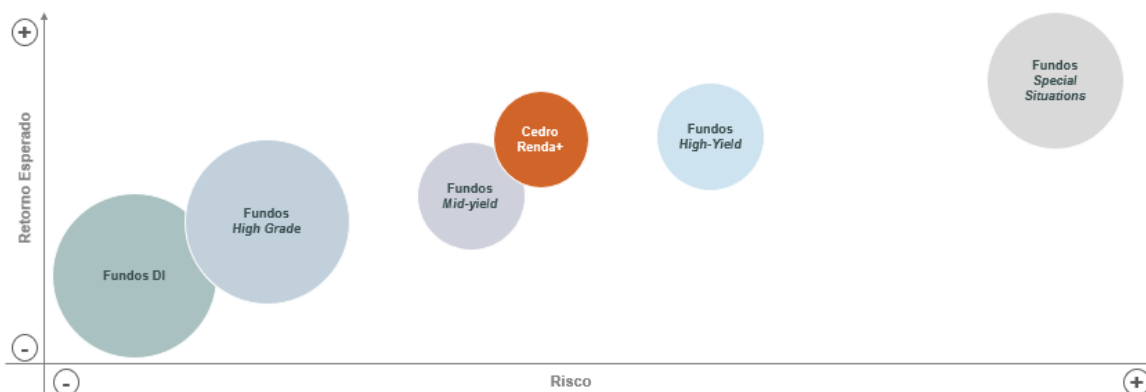 +
Retorno Esperado
-
Fundos DI
Fundos
High Grade
Fundos
Mid-yield
Cedro
Renda+
Fundos
High-Yield
Fundos
Special
Situations
-
Risco
+